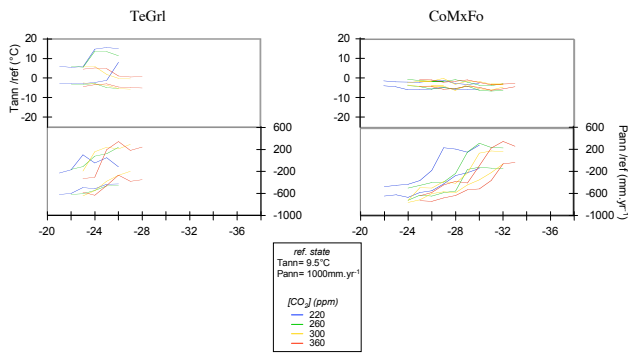 TeGrl
CoMxFo
20
10
0
-10
-20
Tann /ref (°C)
20
10
0
-10
-20
600
200
-200
-600
-1000
600
200
-200
-600
-1000
Pann /ref (mm.yr-1)
-20 -24 -28 -32 -36
-20 -24 -28 -32 -36
ref. state
Tann= 9.5°C
Pann= 1000mm.yr-1
[CO2] (ppm)
220
260
300
360